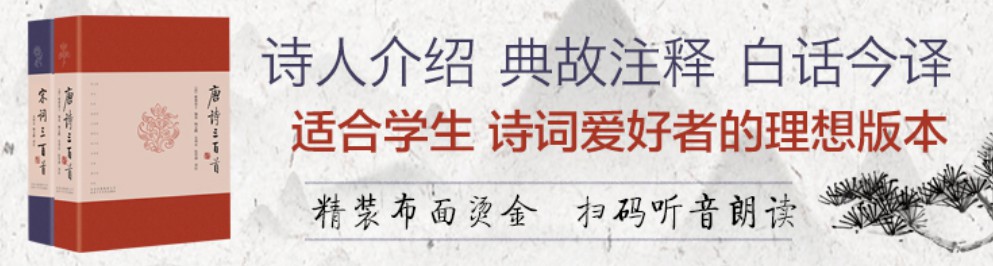 诗人介绍 典故注释 白话今译
适合学生 诗词爱好者的理想版本
精装布面烫金 扫码听音朗读
宋词三百首
唐诗三百首
唐诗三百首